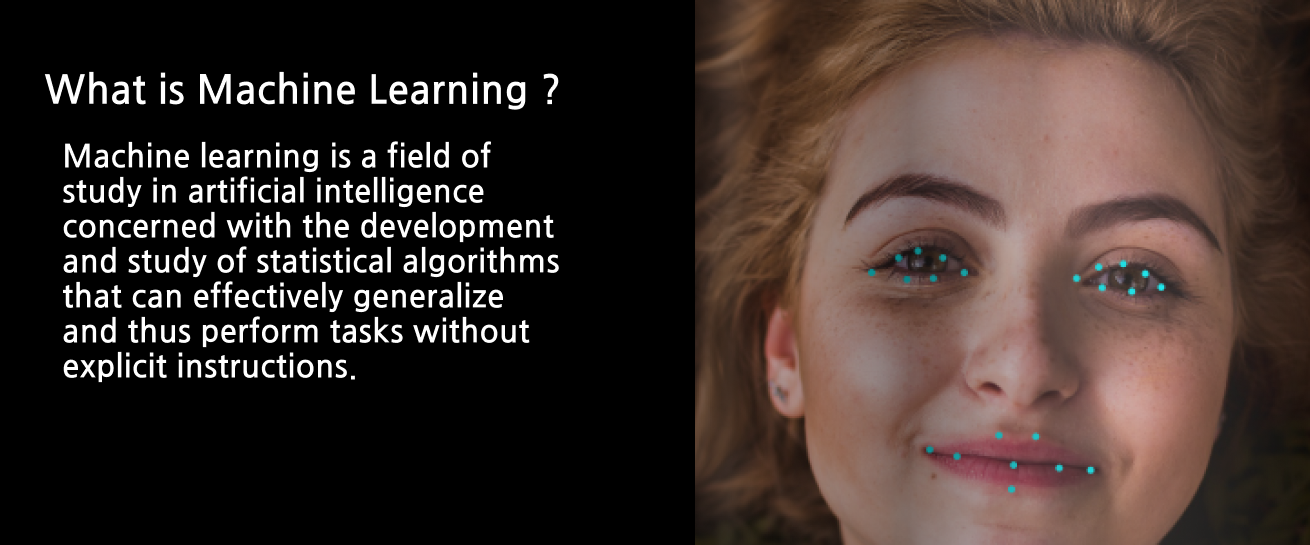 What is Machine Learning ?
Machine learning is a field of
study in artificial intelligence
concerned with the development
and study of statistical algorithms
that can effectively generalize
and thus perform tasks without
explicit instructions.